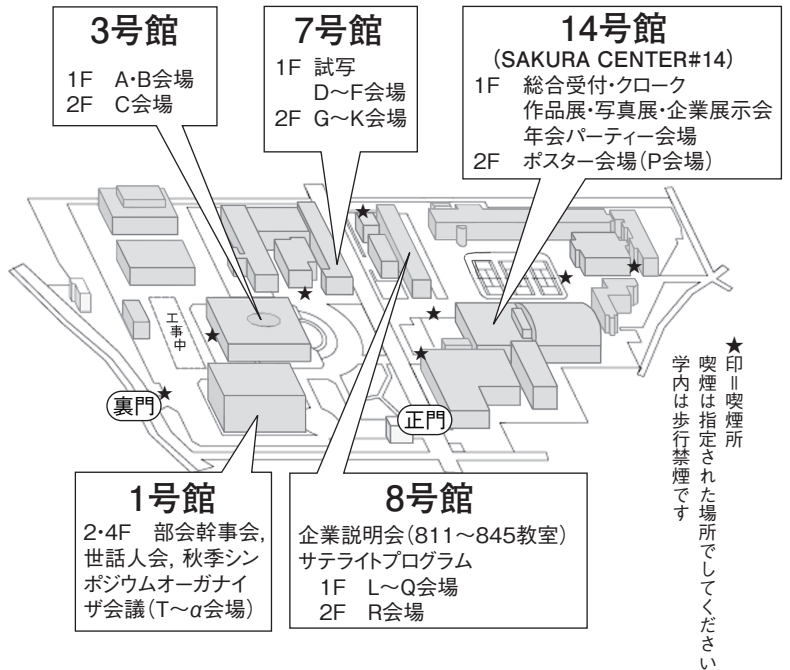 3号館
1F A・B会場
2F C会場
7号館
1F 試写
D～F会場
2F G～K会場
14号館
(SAKURA CENTER#14)
1F 総合受付・クローク
作品展・写真展・企業展示会
年会パーティー会場
2F ポスター会場(P会場)
★
★
★
★
★
★
★
★
★
工事中
裏門
正門
1号館
2・4F 部会幹事会,
世話人会, 秋季シン
ポジウムオーガナイ
ザ会議(T～α会場)
8号館
企業説明会(811～845教室)
サテライトプログラム
1F L～Q会場
2F R会場
★印＝喫煙所
喫煙は指定された場所でしてください
学内は歩行禁煙です